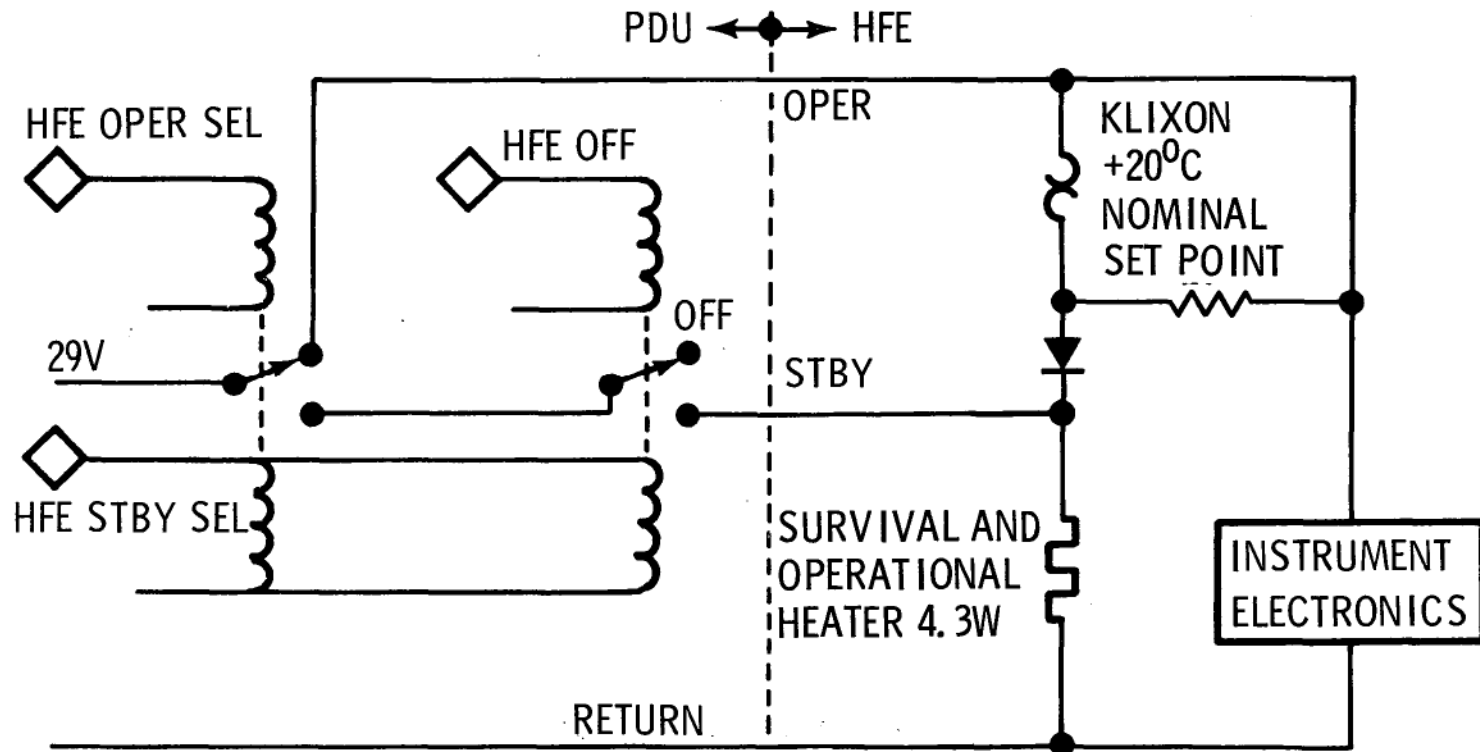 PDU HFE
OPER
HFE OPER SEL
HFE OFF
KLIXON
+20⁰C
NOMINAL
SET POINT
OFF
29V
STBY
HFE STBY SEL
SURVIVAL AND
OPERATIONAL
HEATER 4.3W
INSTRUMENT
ELECTRONICS
RETURN